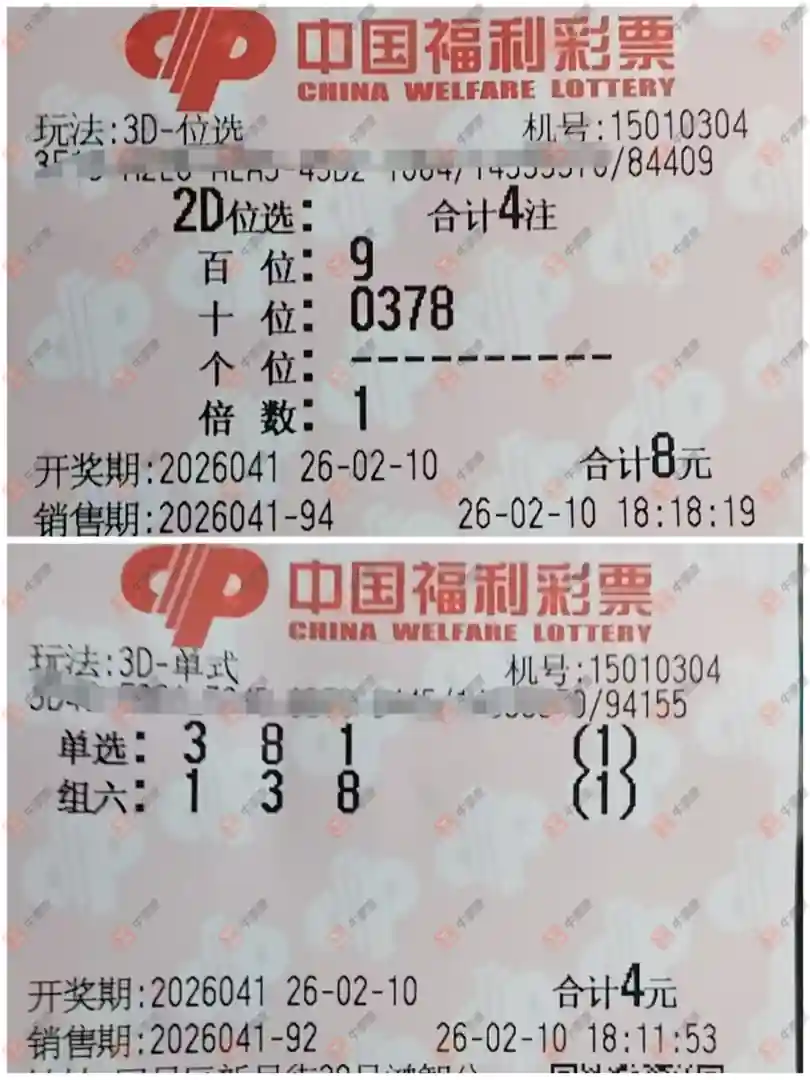 中国福利彩票
CHINA WELFARE LOTTERY
玩法:3D-位选 机号:15010304
/84409
2D位选: 合计4注
百 位: 9
十 位: 0378
个 位: ----------
倍 数: 1
开奖期:2026041 26-02-10 合计8元
销售期:2026041-94 26-02-10 18:18:19
中国福利彩票
CHINA WELFARE LOTTERY
玩法:3D-单式 机号:15010304
/94155
单选: 3 8 1 (1)
组六: 1 3 8 (1)
开奖期:2026041 26-02-10 合计4元
销售期:2026041-92 26-02-10 18:11:53